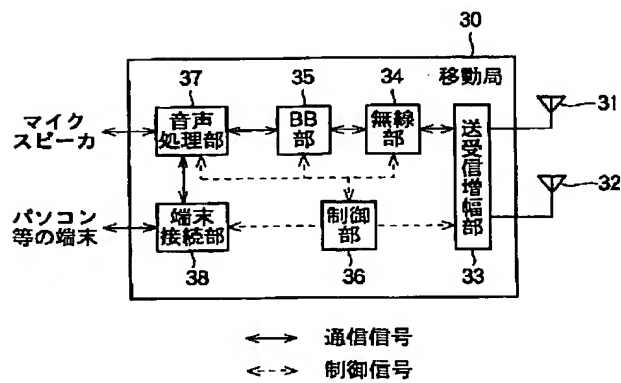 30
37
35
34
移動局
31
マイク
スピーカ
音声
処理部
BB
部
無線
部
送受信増幅部
32
パソコン
等の端末
端末
接続部
制御
部
38
36
33
通信信号
制御信号